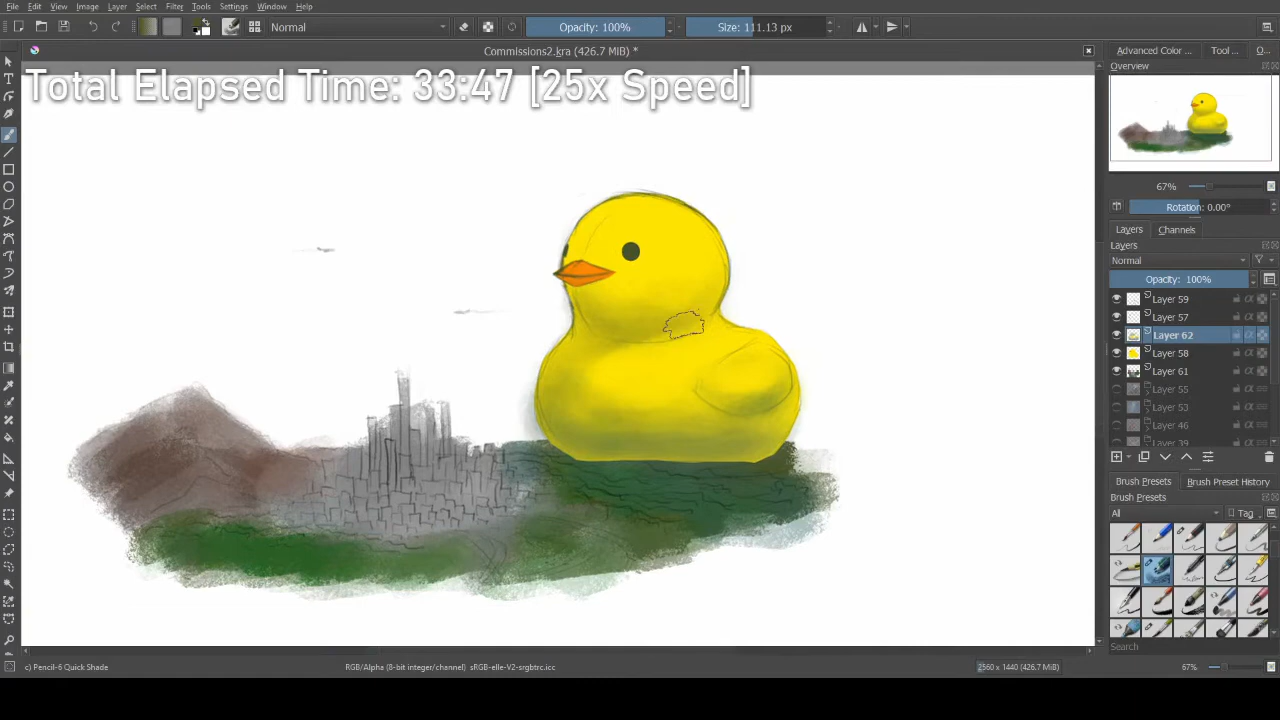 File Edit View Image Layer Select Filter Tools Settings Window Help
Normal
Opacity: 100%
Size: 111.13 px
Commissions2.kra (426.7 MiB) *
Total Elapsed Time: 33:47 [25x Speed]
Advanced Color ... Tool ... O...
Overview
67%
Rotation: 0.00°
Layers Channels
Layers
Normal
Opacity: 100%
Layer 59
Layer 57
Layer 62
Layer 58
Layer 61
Layer 55
Layer 53
Layer 46
Layer 39
Brush Presets Brush Preset History
Brush Presets
All
Tag
Search
c) Pencil-6 Quick Shade
RGB/Alpha (8-bit integer/channel) sRGB-elle-V2-srgbtrc.icc
2560 x 1440 (426.7 MiB)
67%